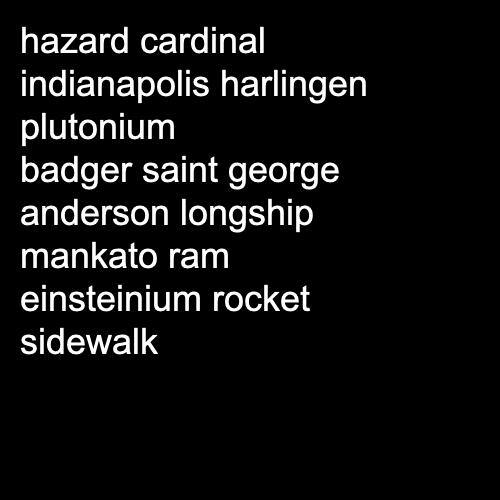 hazard cardinal
indianapolis harlingen
plutonium
badger saint george
anderson longship
mankato ram
einsteinium rocket
sidewalk